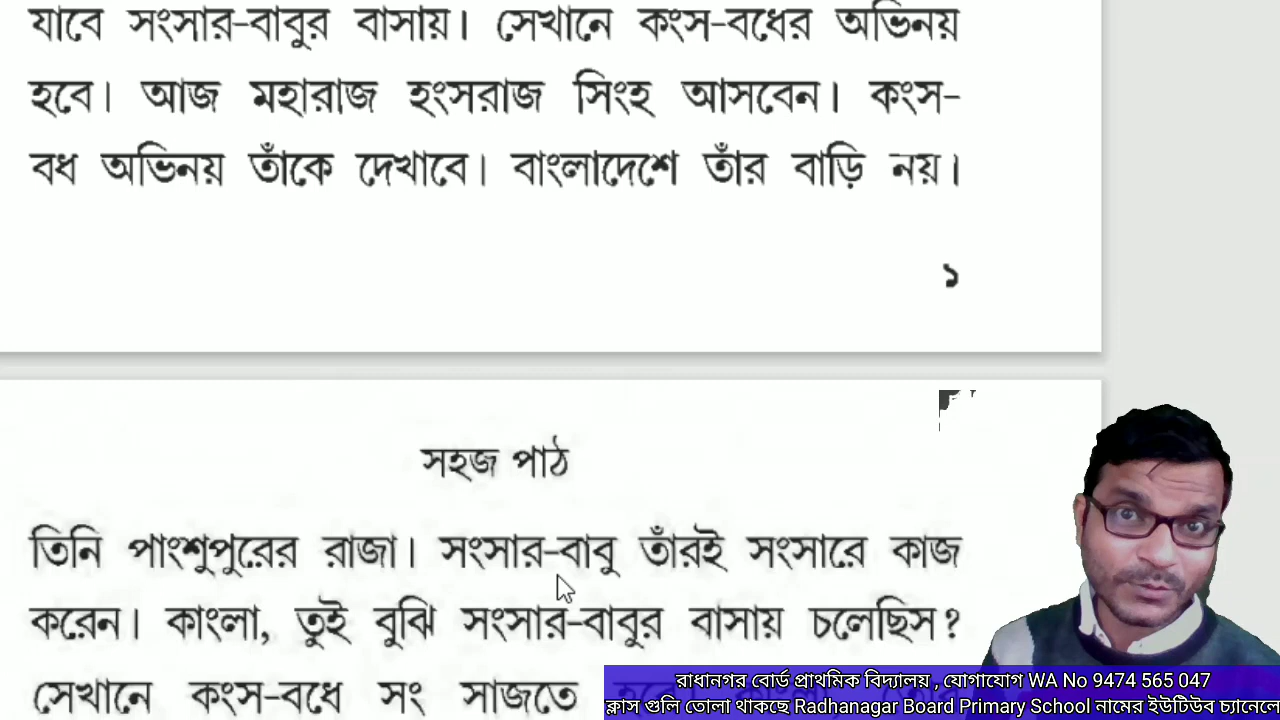 যাবে সংসার-বাবুর বাসায়। সেখানে কংস-বধের অভিনয়
হবে। আজ মহারাজ হংসরাজ সিংহ আসবেন। কংস-
বধ অভিনয় তাঁকে দেখাবে। বাংলাদেশে তাঁর বাড়ি নয়।
১
সহজ পাঠ
তিনি পাংশুপুরের রাজা। সংসার-বাবু তাঁরই সংসারে কাজ
করেন। কাংলা, তুই বুঝি সংসার-বাবুর বাসায় চলেছিস?
সেখানে কংস-বধে সং সাজতে
রাধানগর বোর্ড প্রাথমিক বিদ্যালয় , যোগাযোগ WA No 9474 565 047
ক্লাস গুলি তোলা থাকছে Radhanagar Board Primary School নামের ইউটিউব চ্যানেলে